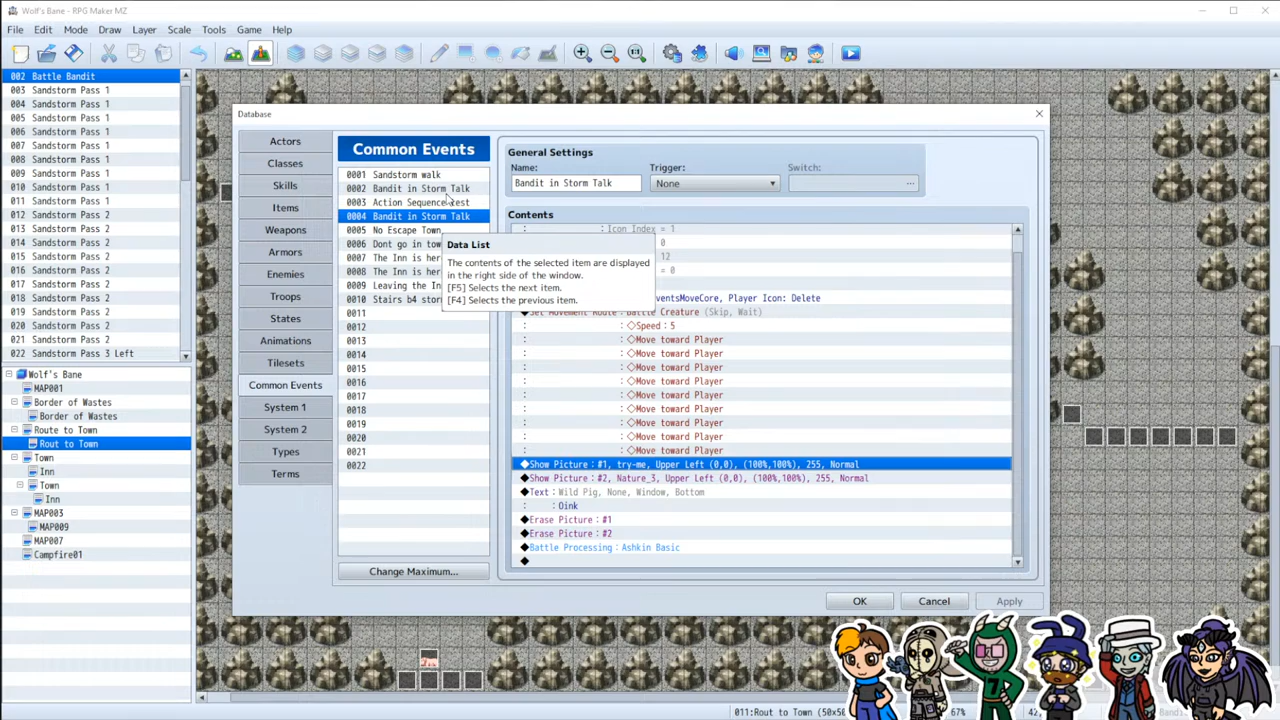 Wolf's Bane - RPG Maker MZ
File Edit Mode Draw Layer Scale Tools Game Help
002 Battle Bandit
003 Sandstorm Pass 1
004 Sandstorm Pass 1
005 Sandstorm Pass 1
006 Sandstorm Pass 1
007 Sandstorm Pass 1
008 Sandstorm Pass 1
009 Sandstorm Pass 1
010 Sandstorm Pass 1
011 Sandstorm Pass 1
012 Sandstorm Pass 2
013 Sandstorm Pass 2
014 Sandstorm Pass 2
015 Sandstorm Pass 2
016 Sandstorm Pass 2
017 Sandstorm Pass 2
018 Sandstorm Pass 2
019 Sandstorm Pass 2
020 Sandstorm Pass 2
021 Sandstorm Pass 2
022 Sandstorm Pass 3 Left
Wolf's Bane
MAP001
Border of Wastes
Border of Wastes
Route to Town
Rout to Town
Town
Inn
Town
Inn
MAP003
MAP009
MAP007
Campfire01
Database
Actors
Classes
Skills
Items
Weapons
Armors
Enemies
Troops
States
Animations
Tilesets
Common Events
System 1
System 2
Types
Terms
Common Events
0001 Sandstorm walk
0002 Bandit in Storm Talk
0003 Action Sequence test
0004 Bandit in Storm Talk
0005 No Escape Town
0006 Dont go in tow
0007 The Inn is her
0008 The Inn is her
0009 Leaving the In
0010 Stairs b4 stor
0011
0012
0013
0014
0015
0016
0017
0018
0019
0020
0021
0022
Change Maximum...
Data List
The contents of the selected item are displayed
in the right side of the window.
[F5] Selects the next item.
[F4] Selects the previous item.
General Settings
Name: Trigger: Switch:
Bandit in Storm Talk None ...
Contents
: :Icon Index = 1
0
12
= 0
ventsMoveCore, Player Icon: Delete
Set Movement Route：Battle Creature (Skip, Wait)
: :◇Speed：5
: :◇Move toward Player
: :◇Move toward Player
: :◇Move toward Player
: :◇Move toward Player
: :◇Move toward Player
: :◇Move toward Player
: :◇Move toward Player
: :◇Move toward Player
: :◇Move toward Player
◆Show Picture：#1, try-me, Upper Left (0,0), (100%,100%), 255, Normal
◆Show Picture：#2, Nature_3, Upper Left (0,0), (100%,100%), 255, Normal
◆Text：Wild Pig, None, Window, Bottom
: :Oink
◆Erase Picture：#1
◆Erase Picture：#2
◆Battle Processing：Ashkin Basic
◆
OK Cancel Apply
7
011:Rout to Town (50x50 67% 42,